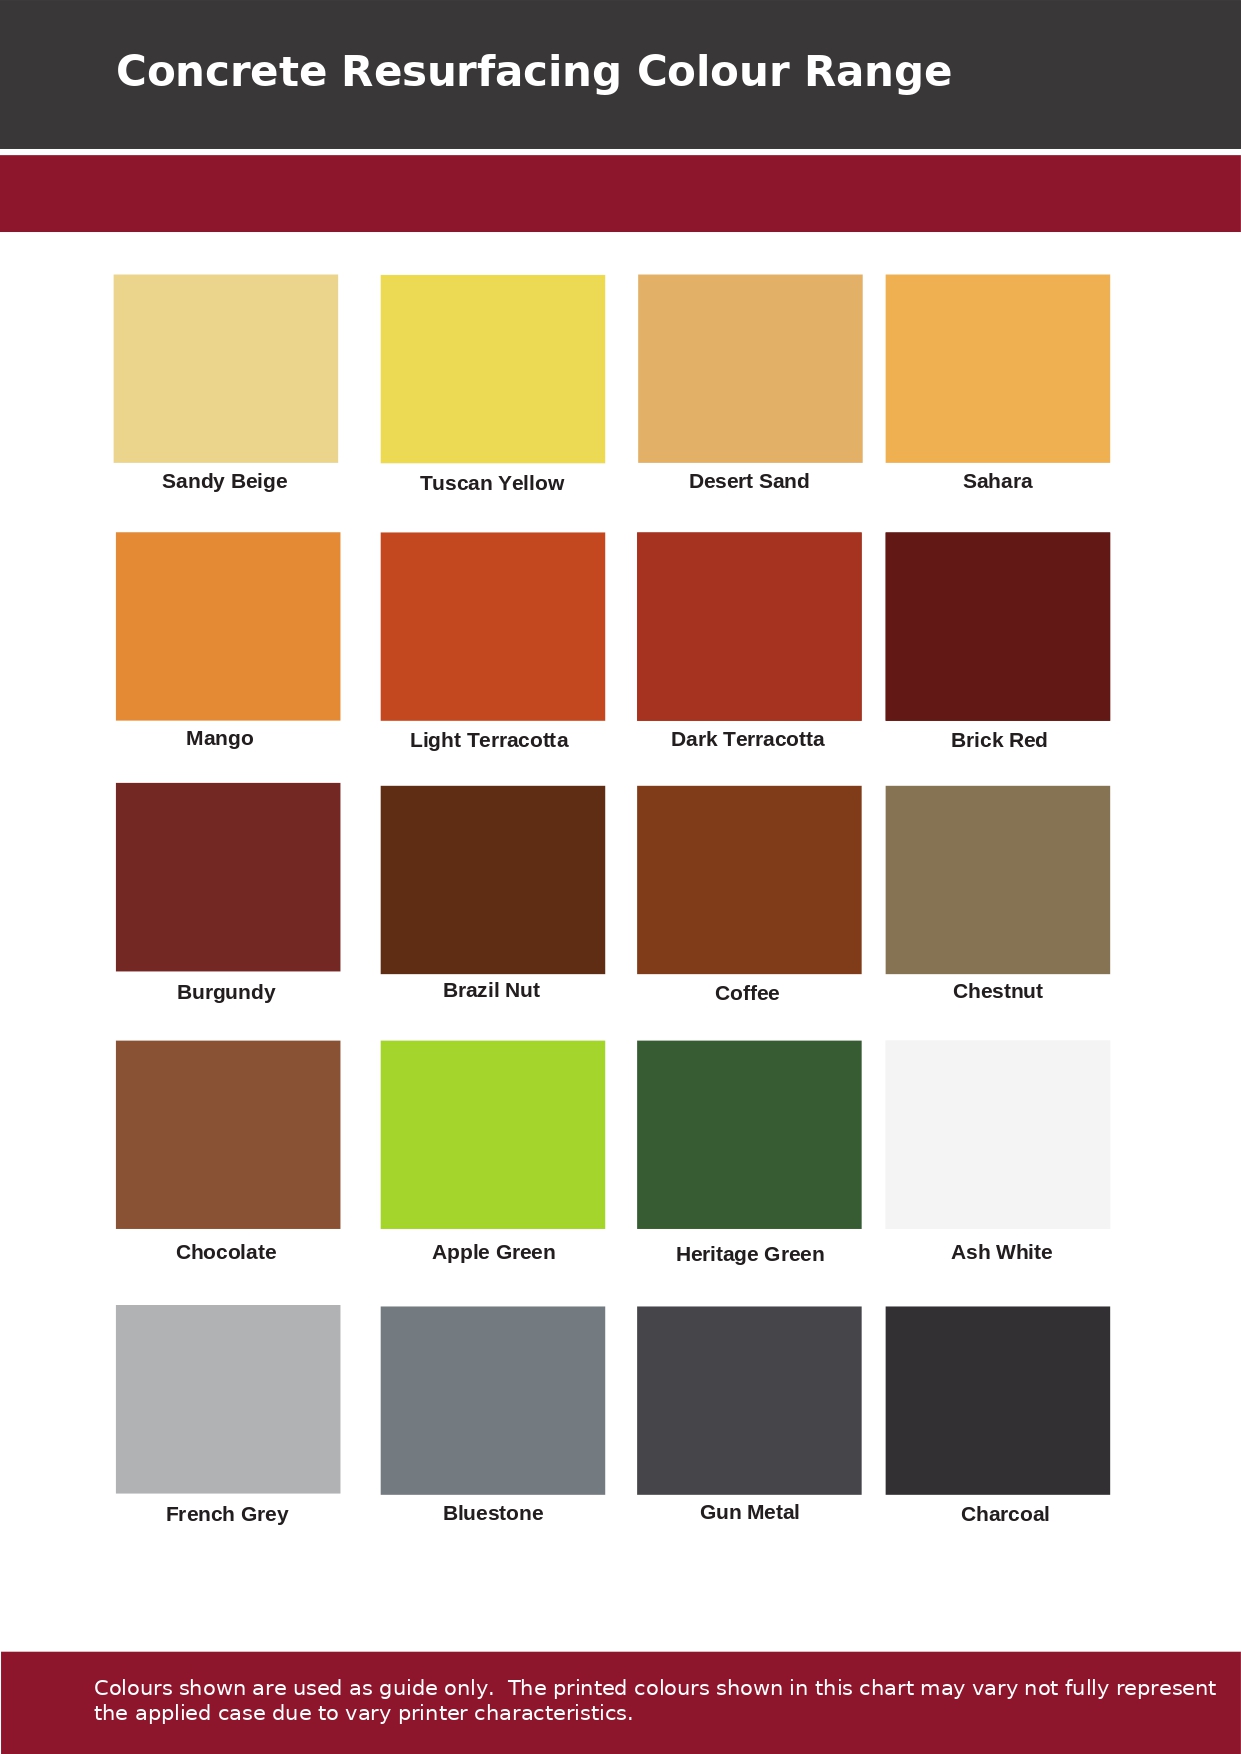 Concrete Resurfacing Colour Range
Sandy Beige
Tuscan Yellow
Desert Sand
Sahara
Mango
Light Terracotta
Dark Terracotta
Brick Red
Burgundy
Brazil Nut
Coffee
Chestnut
Chocolate
Apple Green
Heritage Green
Ash White
French Grey
Bluestone
Gun Metal
Charcoal
Colours shown are used as guide only.  The printed colours shown in this chart may vary not fully represent
the applied case due to vary printer characteristics.